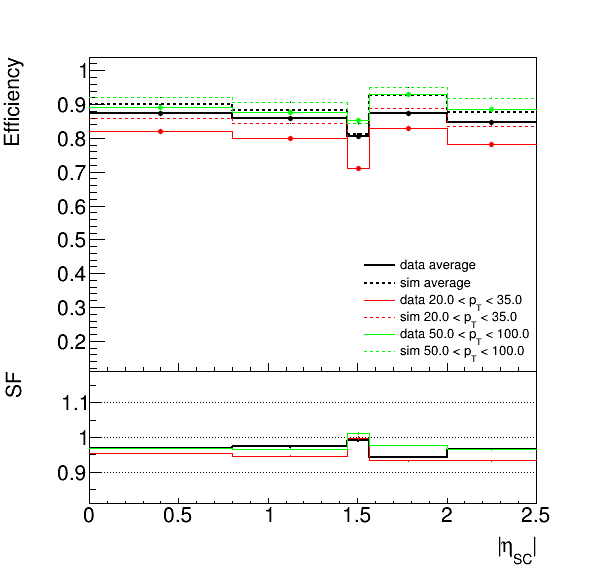 Efficiency
1
0.9
0.8
0.7
0.6
0.5
0.4
0.3
0.2
data average
sim average
data 20.0 < p_T < 35.0
sim 20.0 < p_T < 35.0
data 50.0 < p_T < 100.0
sim 50.0 < p_T < 100.0
SF
1.1
1
0.9
0 0.5 1 1.5 2 2.5
|η_SC|